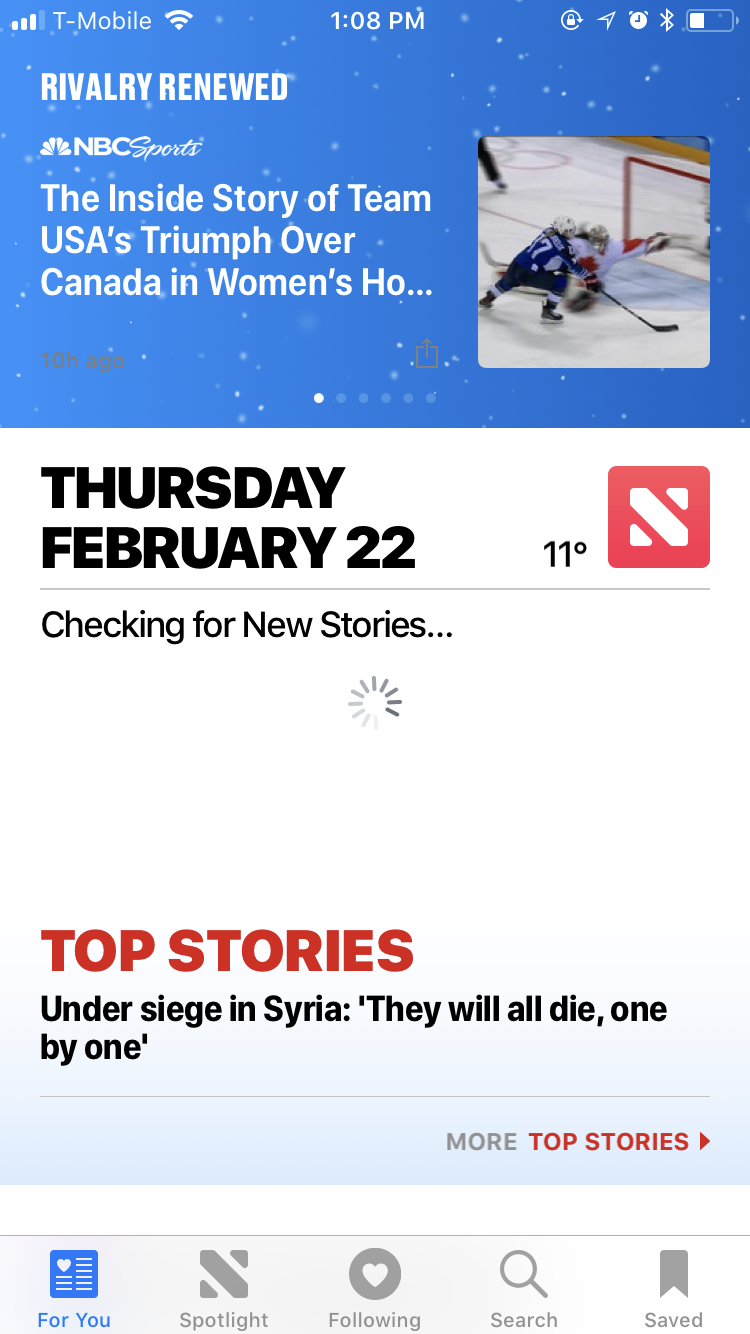 T-Mobile 1:08 PM
RIVALRY RENEWED
NBCSports
The Inside Story of Team
USA’s Triumph Over
Canada in Women’s Ho...
10h ago
THURSDAY
FEBRUARY 22
11°
Checking for New Stories...
TOP STORIES
Under siege in Syria: 'They will all die, one
by one'
MORE TOP STORIES
For You Spotlight Following Search Saved